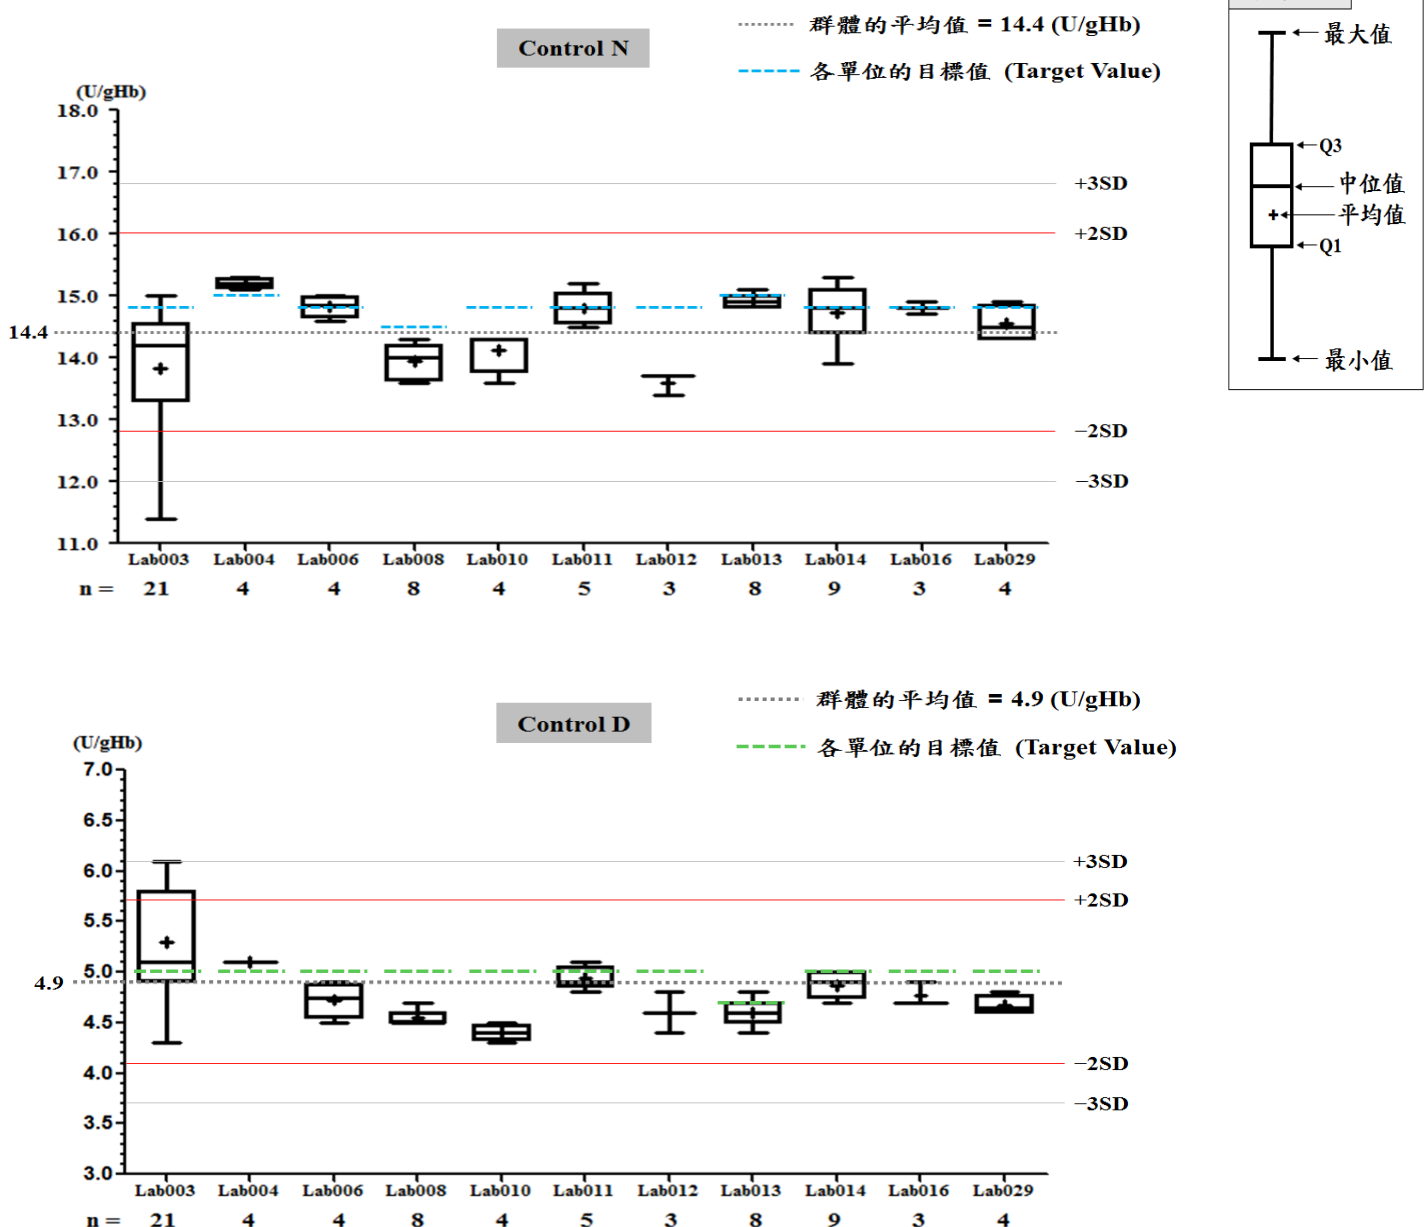 群體的平均值 = 14.4 (U/gHb)
Control N
各單位的目標值 (Target Value)
(U/gHb)
18.0
17.0
16.0
15.0
14.4
14.0
13.0
12.0
11.0
+3SD
+2SD
−2SD
−3SD
Lab003 Lab004 Lab006 Lab008 Lab010 Lab011 Lab012 Lab013 Lab014 Lab016 Lab029
n = 21 4 4 8 4 5 3 8 9 3 4
最大值
Q3
中位值
平均值
Q1
最小值
群體的平均值 = 4.9 (U/gHb)
Control D
各單位的目標值 (Target Value)
(U/gHb)
7.0
6.5
6.0
5.5
5.0
4.9
4.5
4.0
3.5
3.0
+3SD
+2SD
−2SD
−3SD
Lab003 Lab004 Lab006 Lab008 Lab010 Lab011 Lab012 Lab013 Lab014 Lab016 Lab029
n = 21 4 4 8 4 5 3 8 9 3 4